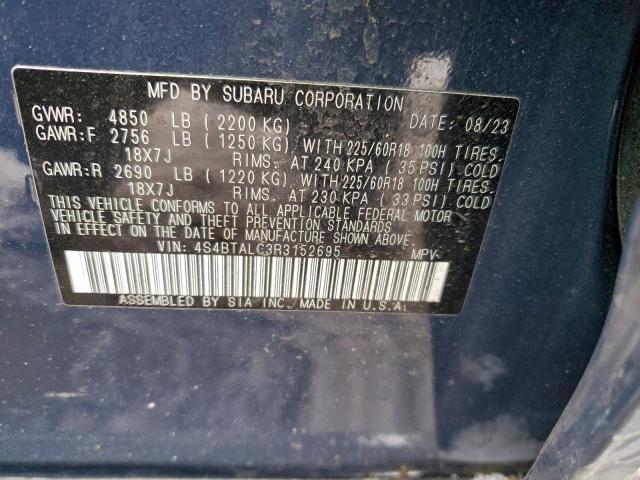 MFD BY SUBARU CORPORATION DATE: 08/23
GVWR: 4850 LB (2200 KG)
GAWR:F 2756 LB (1250 KG) WITH 225/60R18 100H TIRES.
18X7J RIMS. AT 240 KPA (35 PSI) COLD
GAWR:R 2690 LB (1220 KG) WITH 225/60R18 100H TIRES.
18X7J RIMS. AT 230 KPA (33 PSI) COLD
THIS VEHICLE CONFORMS TO ALL APPLICABLE FEDERAL MOTOR
VEHICLE SAFETY AND THEFT PREVENTION STANDARDS
IN EFFECT ON THE DATE OF MANUFACTURE SHOWN ABOVE.
VIN: 4S4BTALC3R3152695 MPV
ASSEMBLED BY SIA INC./MADE IN U.S.A.